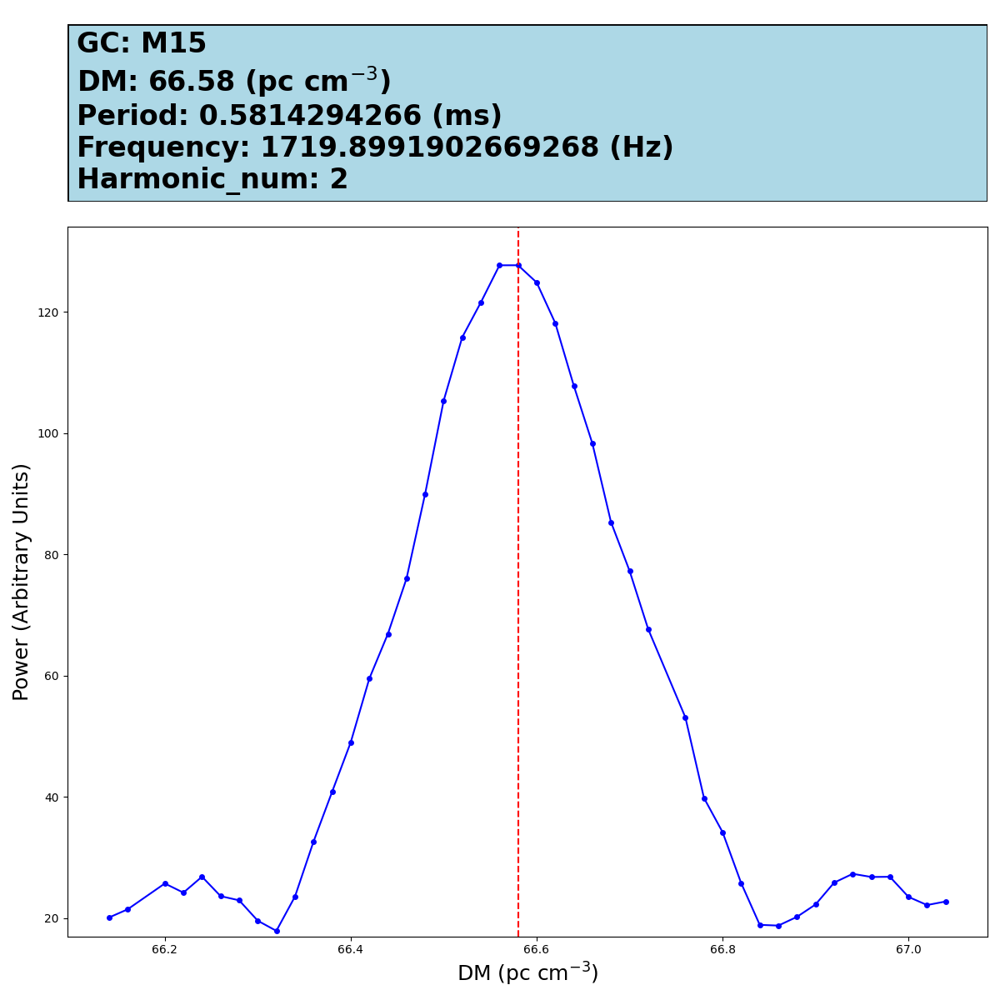 GC: M15
DM: 66.58 (pc cm⁻³)
Period: 0.5814294266 (ms)
Frequency: 1719.8991902669268 (Hz)
Harmonic_num: 2
120
100
80
60
40
20
Power (Arbitrary Units)
66.2 66.4 66.6 66.8 67.0
DM (pc cm⁻³)